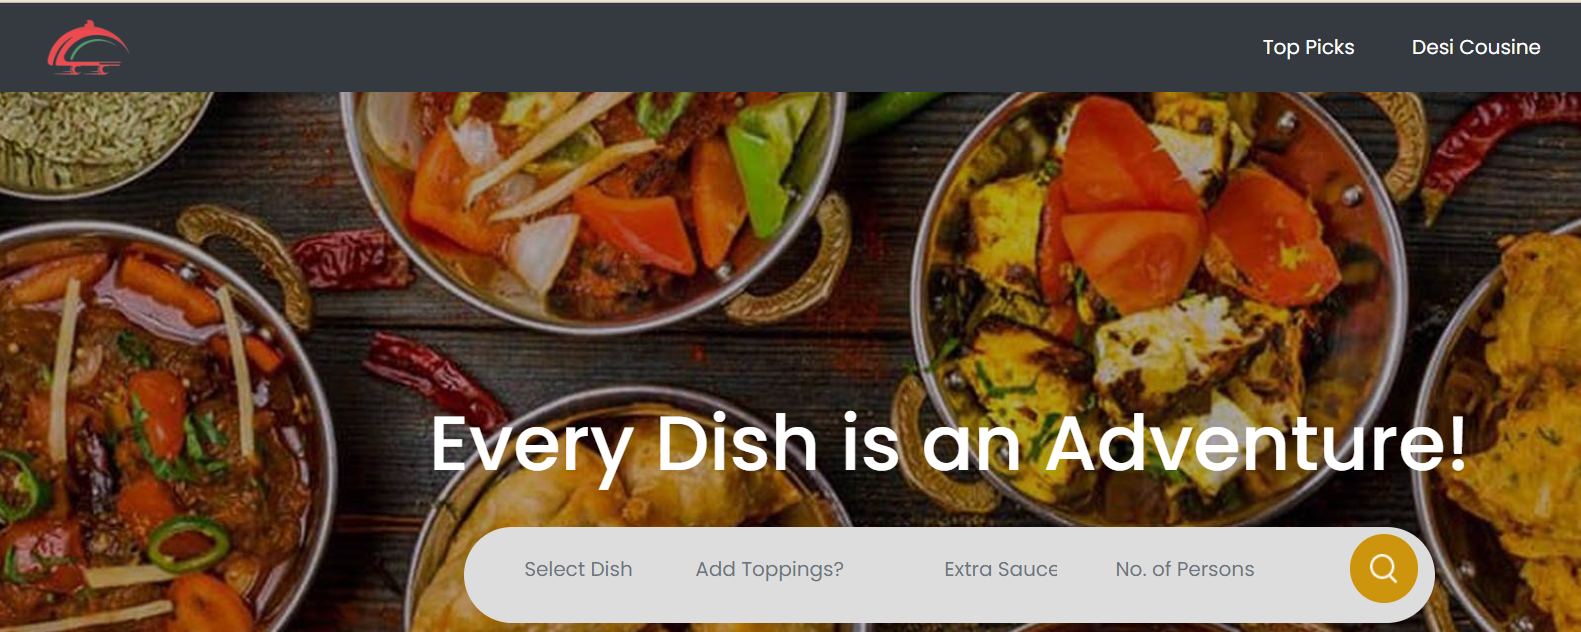 Top Picks Desi Cousine
Every Dish is an Adventure!
Select Dish Add Toppings? Extra Sauce No. of Persons